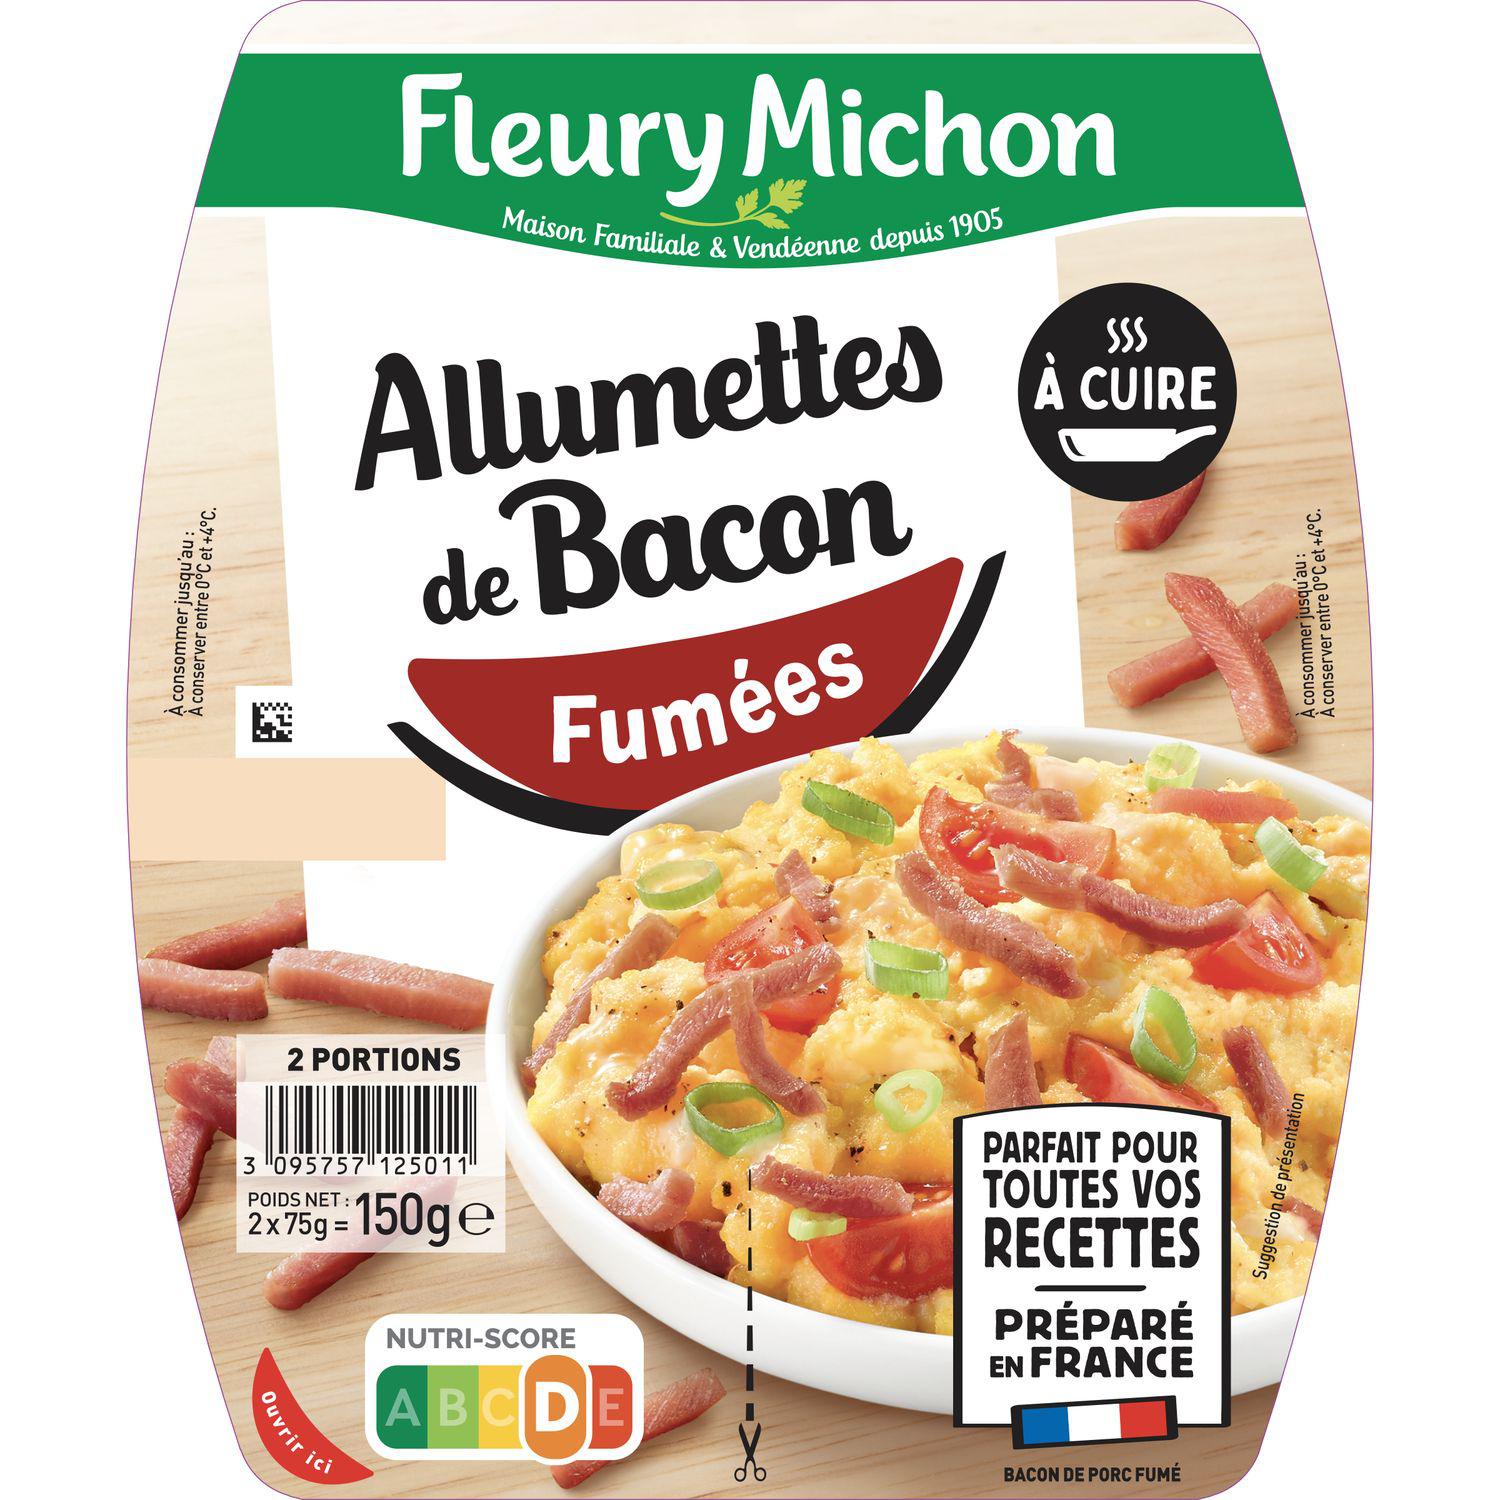 Fleury Michon
Maison Familiale & Vendéenne depuis 1905
Allumettes
de Bacon
Fumées
À CUIRE
À consommer jusqu'au :
À conserver entre 0°C et +4°C.
À consommer jusqu'au :
À conserver entre 0°C et +4°C.
2 PORTIONS
3 095757 125011
POIDS NET :
2 x 75g = 150g e
PARFAIT POUR
TOUTES VOS
RECETTES
PRÉPARÉ
EN FRANCE
Suggestion de présentation
NUTRI-SCORE
A B C D E
Ouvrir ici
BACON DE PORC FUMÉ